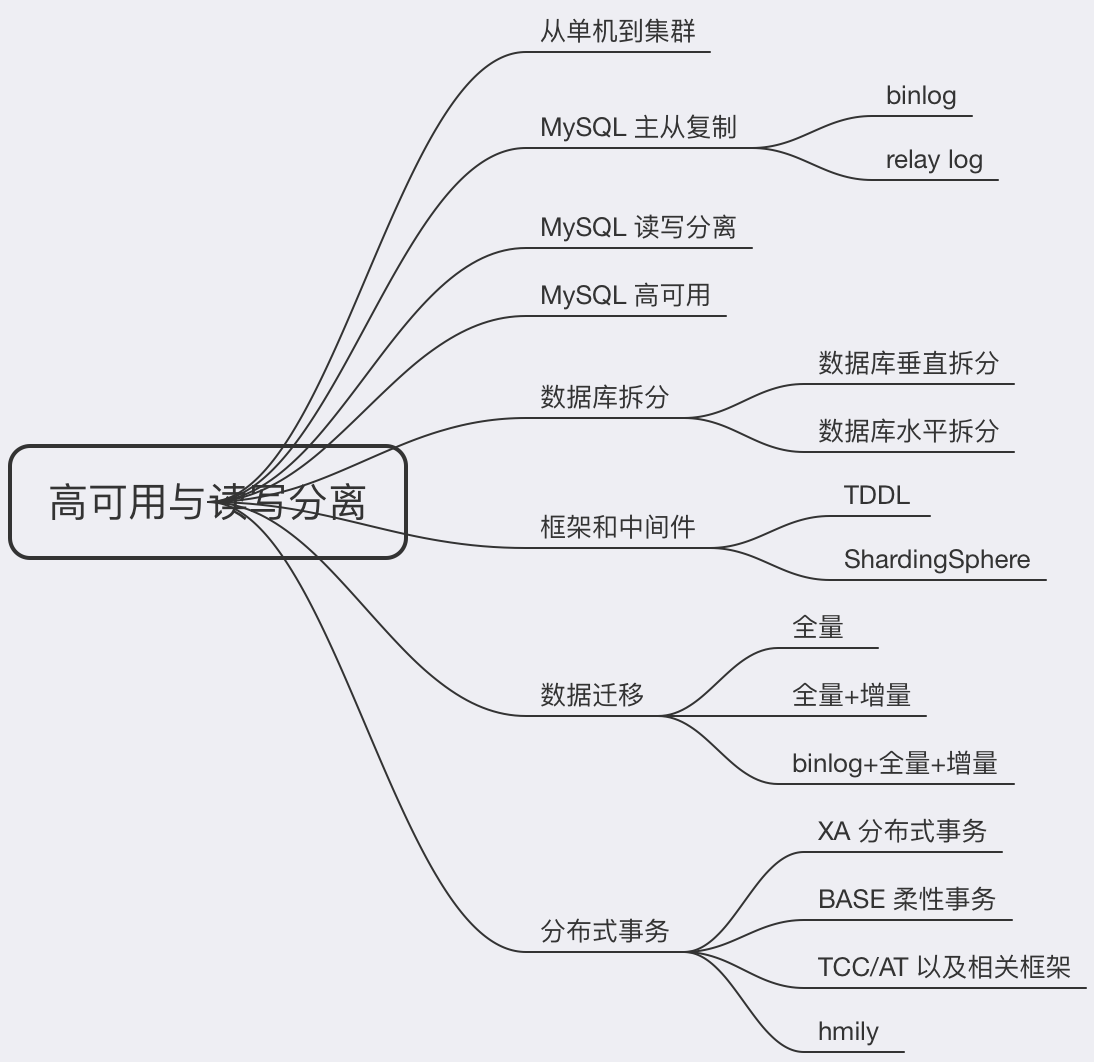 高可用与读写分离
从单机到集群
MySQL 主从复制
binlog
relay log
MySQL 读写分离
MySQL 高可用
数据库拆分
数据库垂直拆分
数据库水平拆分
框架和中间件
TDDL
ShardingSphere
数据迁移
全量
全量+增量
binlog+全量+增量
分布式事务
XA 分布式事务
BASE 柔性事务
TCC/AT 以及相关框架
hmily